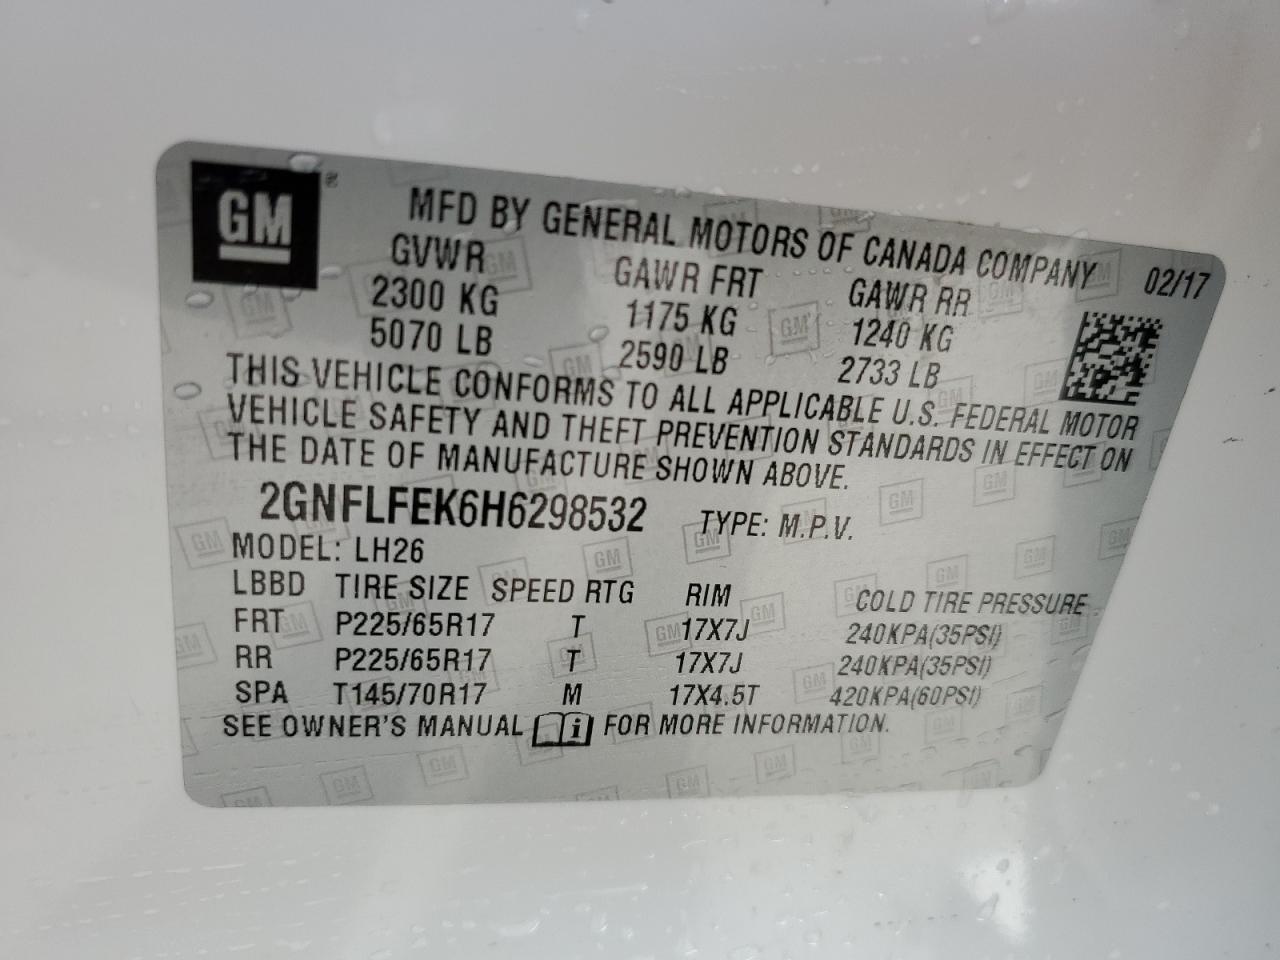 GM ®
MFD BY GENERAL MOTORS OF CANADA COMPANY 02/17
GVWR GAWR FRT GAWR RR
2300 KG 1175 KG 1240 KG
5070 LB 2590 LB 2733 LB
THIS VEHICLE CONFORMS TO ALL APPLICABLE U.S. FEDERAL MOTOR
VEHICLE SAFETY AND THEFT PREVENTION STANDARDS IN EFFECT ON
THE DATE OF MANUFACTURE SHOWN ABOVE.
2GNFLFEK6H6298532 TYPE: M.P.V.
MODEL: LH26
LBBD TIRE SIZE SPEED RTG RIM COLD TIRE PRESSURE
FRT P225/65R17 T 17X7J 240KPA(35PSI)
RR P225/65R17 T 17X7J 240KPA(35PSI)
SPA T145/70R17 M 17X4.5T 420KPA(60PSI)
SEE OWNER'S MANUAL i FOR MORE INFORMATION.